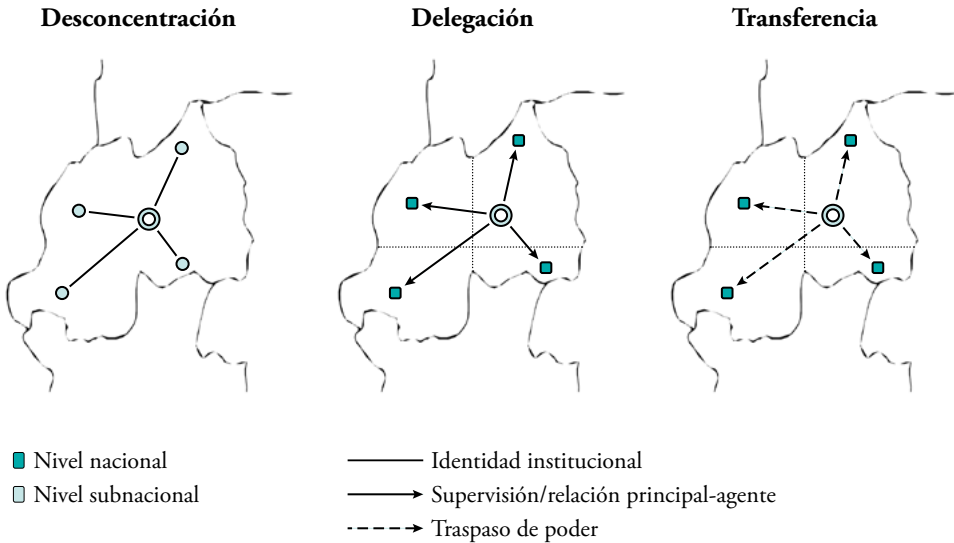 Desconcentración
Delegación
Transferencia
Nivel nacional
Nivel subnacional
Identidad institucional
Supervisión/relación principal-agente
Traspaso de poder